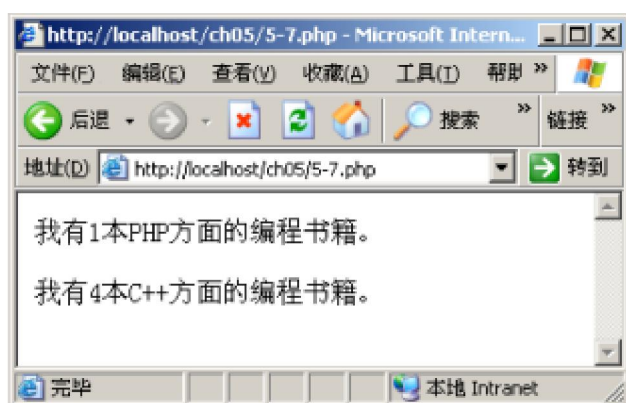 http://localhost/ch05/5-7.php - Microsoft Intern...
文件(F) 编辑(E) 查看(V) 收藏(A) 工具(T) 帮助 »
后退 搜索 » 链接 »
地址(D) http://localhost/ch05/5-7.php 转到
我有1本PHP方面的编程书籍。
我有4本C++方面的编程书籍。
完毕 本地 Intranet